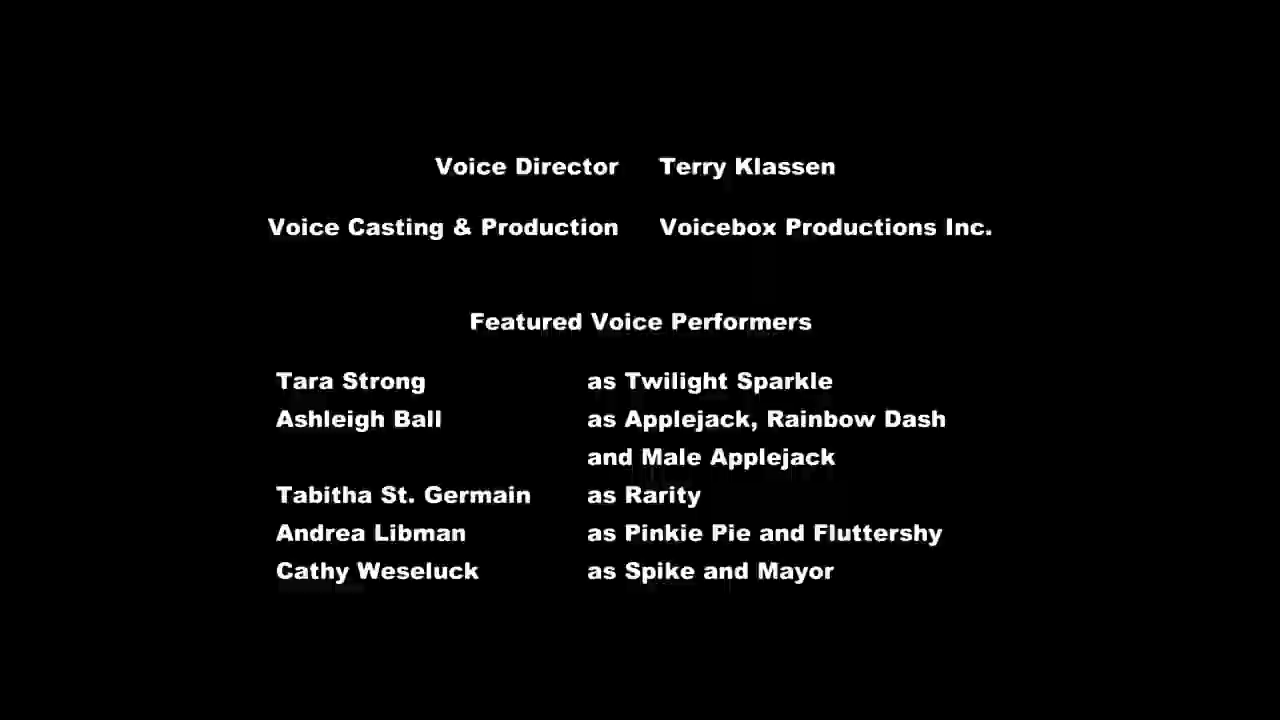 Voice Director Terry Klassen
Voice Casting & Production Voicebox Productions Inc.
Featured Voice Performers
Tara Strong as Twilight Sparkle
Ashleigh Ball as Applejack, Rainbow Dash
and Male Applejack
Tabitha St. Germain as Rarity
Andrea Libman as Pinkie Pie and Fluttershy
Cathy Weseluck as Spike and Mayor